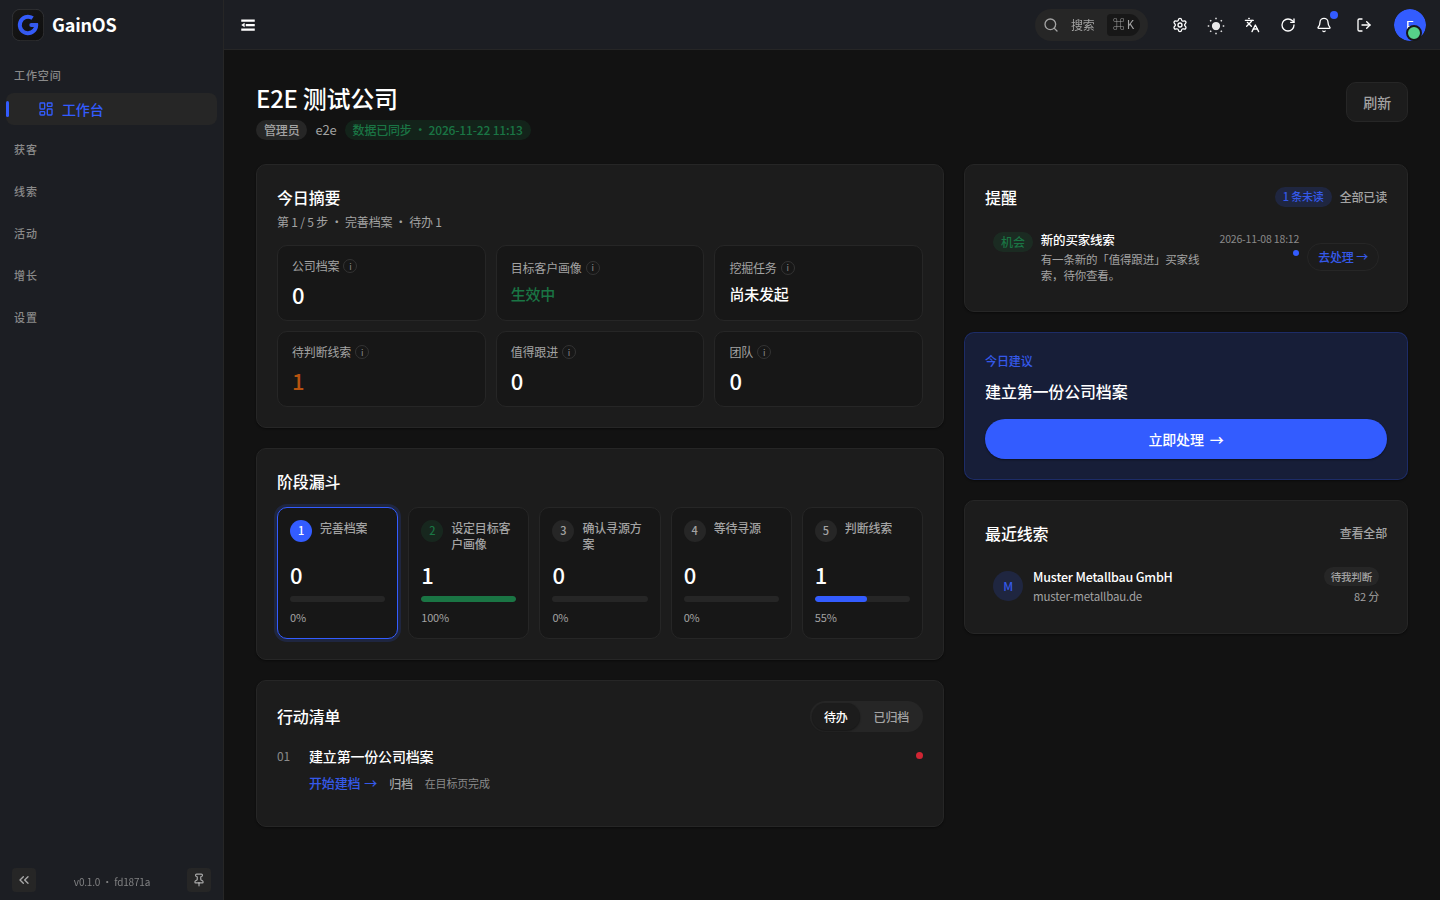 GainOS
搜索
⌘ K
工作空间
工作台
获客
线索
活动
增长
设置
v0.1.0 • fd1871a
E2E 测试公司
管理员 e2e 数据已同步 • 2026-11-22 11:13
刷新
今日摘要
第 1 / 5 步 • 完善档案 • 待办 1
公司档案
0
目标客户画像
生效中
挖掘任务
尚未发起
待判断线索
1
值得跟进
0
团队
0
阶段漏斗
1 完善档案
0
0%
2 设定目标客
户画像
1
100%
3 确认寻源方
案
0
0%
4 等待寻源
0
0%
5 判断线索
1
55%
行动清单
待办 已归档
01 建立第一份公司档案
开始建档 → 归档 在目标页完成
提醒
1 条未读 全部已读
机会 新的买家线索 2026-11-08 18:12
有一条新的「值得跟进」买家线
索，待你查看。
去处理 →
今日建议
建立第一份公司档案
立即处理 →
最近线索
查看全部
M Muster Metallbau GmbH 待我判断
muster-metallbau.de 82 分